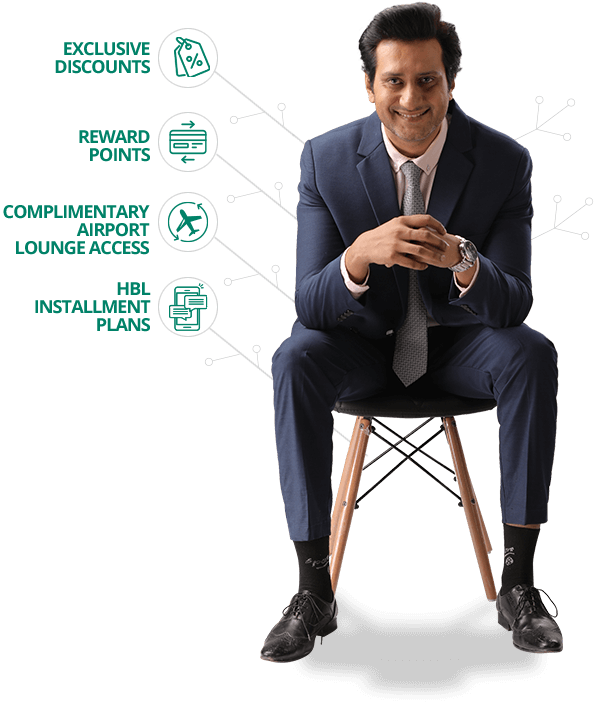 EXCLUSIVE
DISCOUNTS
REWARD
POINTS
COMPLIMENTARY
AIRPORT
LOUNGE ACCESS
HBL
INSTALLMENT
PLANS